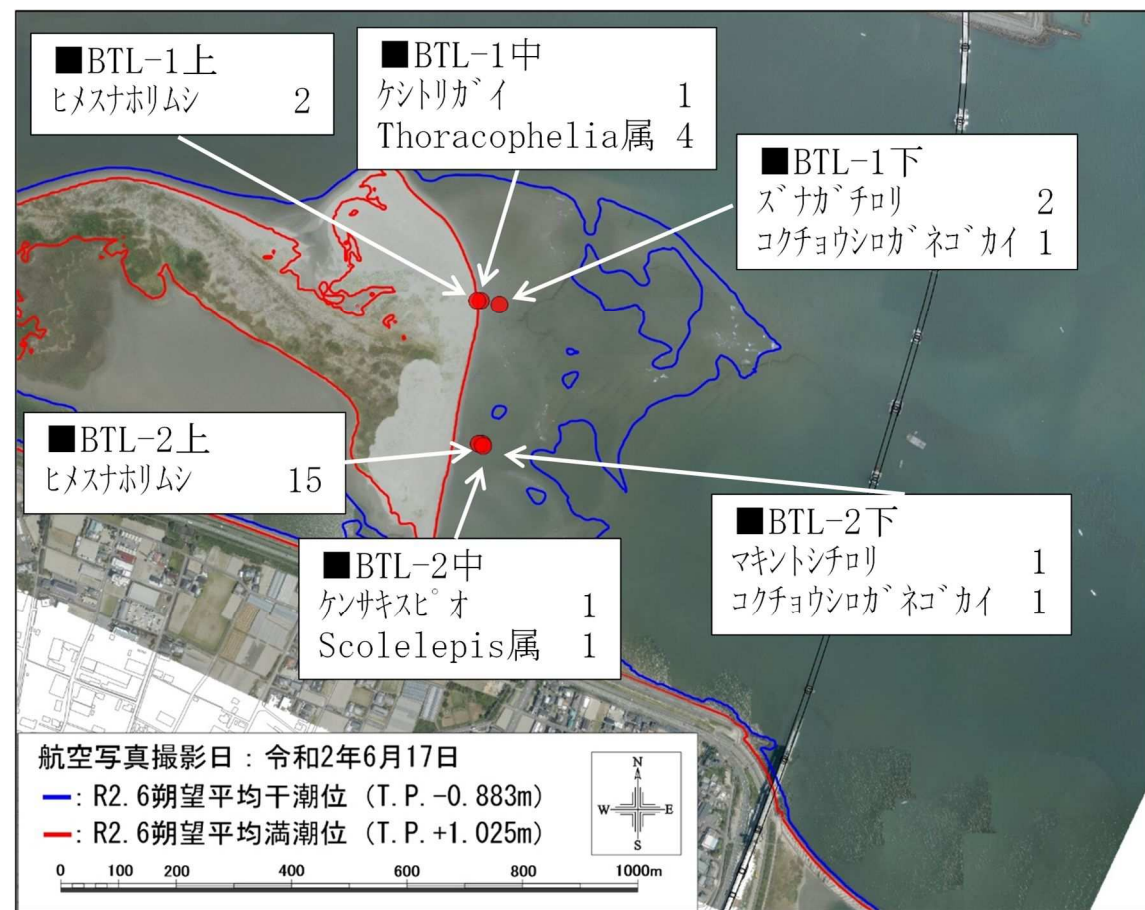 ■BTL-1上
ﾋﾒｽﾅﾎﾘﾑｼ 2
■BTL-1中
ｹｼﾄﾘｶﾞｲ 1
Thoracophelia属 4
■BTL-1下
ｽﾞﾅｶﾞﾁﾛﾘ 2
ｺｸﾁｮｳｼﾛｶﾞﾈｺﾞｶｲ 1
■BTL-2上
ﾋﾒｽﾅﾎﾘﾑｼ 15
■BTL-2中
ｹﾝｻｷｽﾋﾟｵ 1
Scolelepis属 1
■BTL-2下
ﾏｷﾝﾄｼﾁﾛﾘ 1
ｺｸﾁｮｳｼﾛｶﾞﾈｺﾞｶｲ 1
航空写真撮影日：令和2年6月17日
: R2.6朔望平均干潮位 (T.P.-0.883m)
: R2.6朔望平均満潮位 (T.P.+1.025m)
0 100 200 400 600 800 1000m
N
W E
S